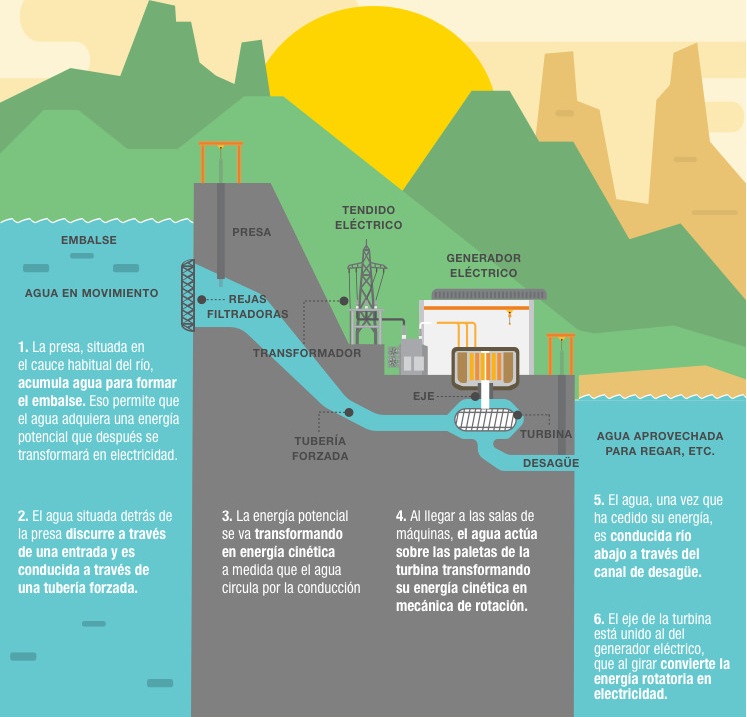 TENDIDO
ELÉCTRICO
PRESA
EMBALSE
GENERADOR
ELÉCTRICO
AGUA EN MOVIMIENTO
REJAS
FILTRADORAS
TRANSFORMADOR
EJE
TUBERÍA
FORZADA
TURBINA
DESAGÜE
AGUA APROVECHADA
PARA REGAR, ETC.
1. La presa, situada en
el cauce habitual del río,
acumula agua para formar
el embalse. Eso permite que
el agua adquiera una energía
potencial que después se
transformará en electricidad.
2. El agua situada detrás de
la presa discurre a través
de una entrada y es
conducida a través de
una tubería forzada.
3. La energía potencial
se va transformando
en energía cinética
a medida que el agua
circula por la conducción
4. Al llegar a las salas de
máquinas, el agua actúa
sobre las paletas de la
turbina transformando
su energía cinética en
mecánica de rotación.
5. El agua, una vez que
ha cedido su energía,
es conducida río
abajo a través del
canal de desagüe.
6. El eje de la turbina
está unido al del
generador eléctrico,
que al girar convierte la
energía rotatoria en
electricidad.